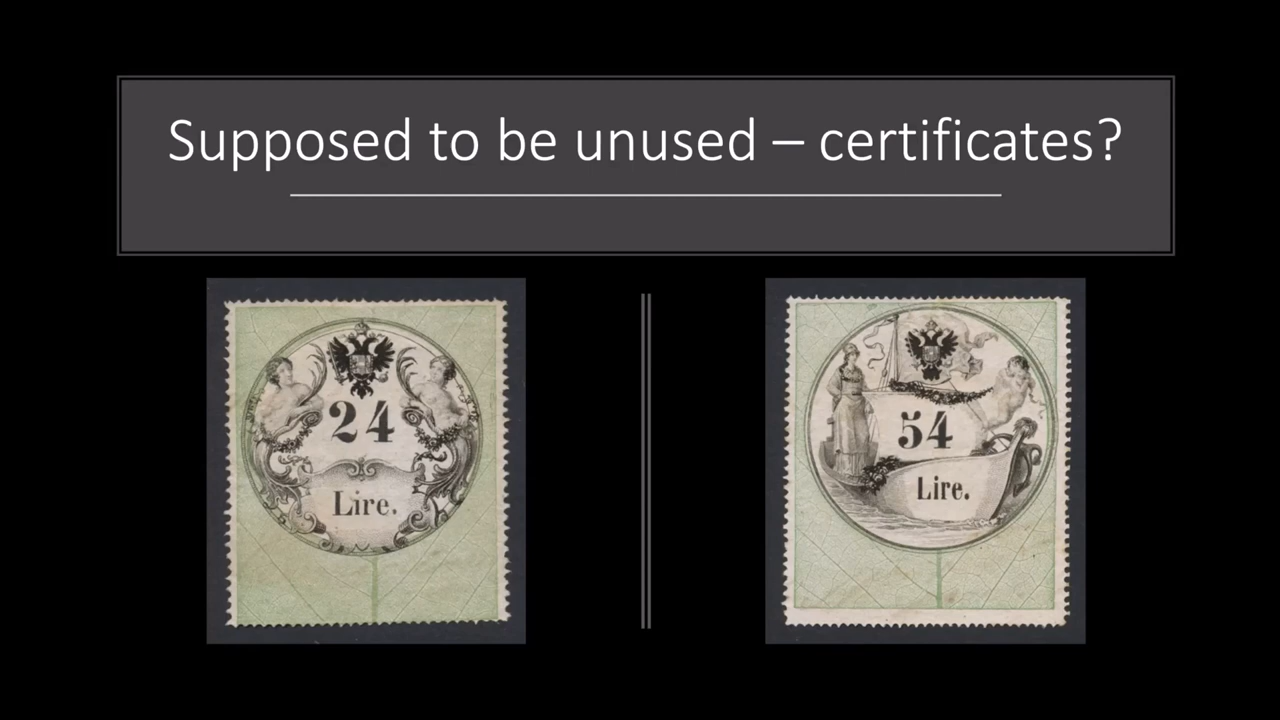 Supposed to be unused – certificates?
24
Lire.
54
Lire.